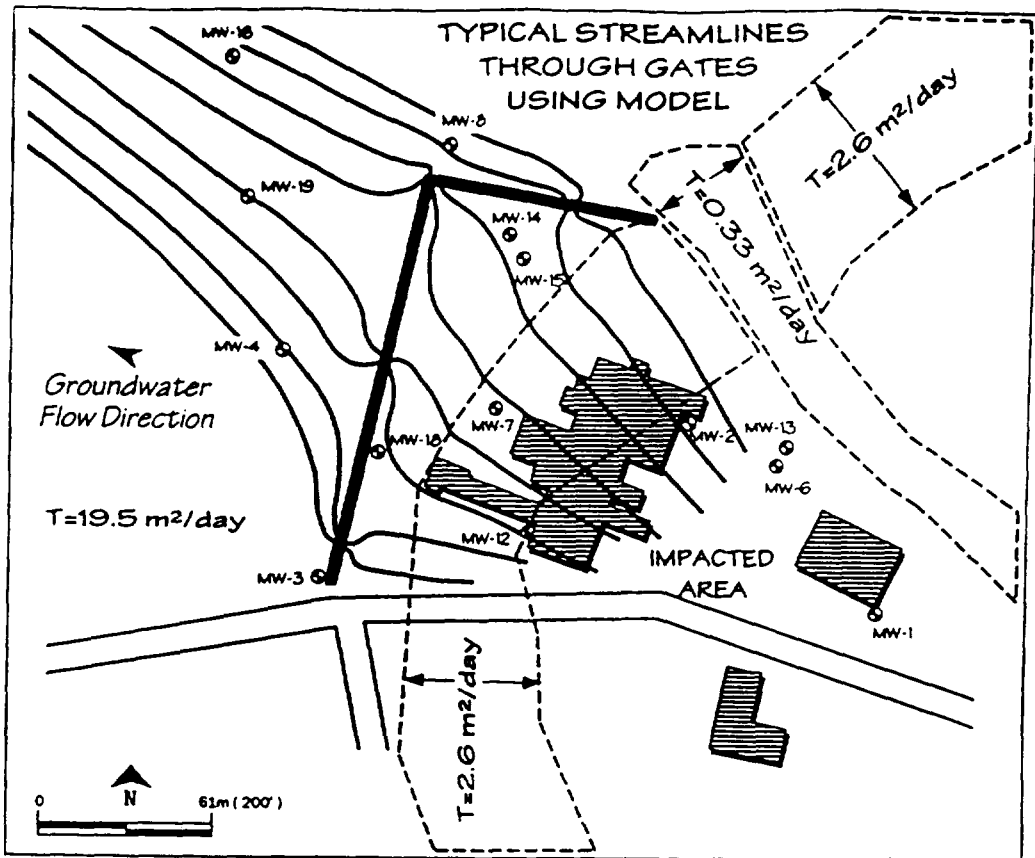 TYPICAL STREAMLINES
THROUGH GATES
USING MODEL
MW-18
MW-8
T=2.6 m²/day
T=0.33 m²/day
MW-19
MW-14
MW-15
MW-4
Groundwater
Flow Direction
MW-7
MW-2
MW-13
MW-18
MW-6
T=19.5 m²/day
MW-12
IMPACTED
AREA
MW-3
MW-1
T=2.6 m²/day
0
N
61m (200')